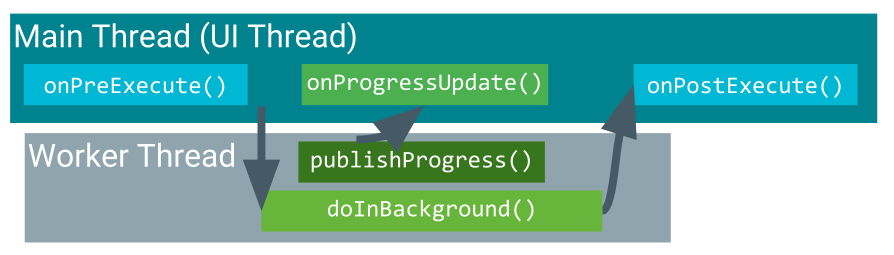 Main Thread (UI Thread)
onPreExecute()
onProgressUpdate()
onPostExecute()
Worker Thread
publishProgress()
doInBackground()